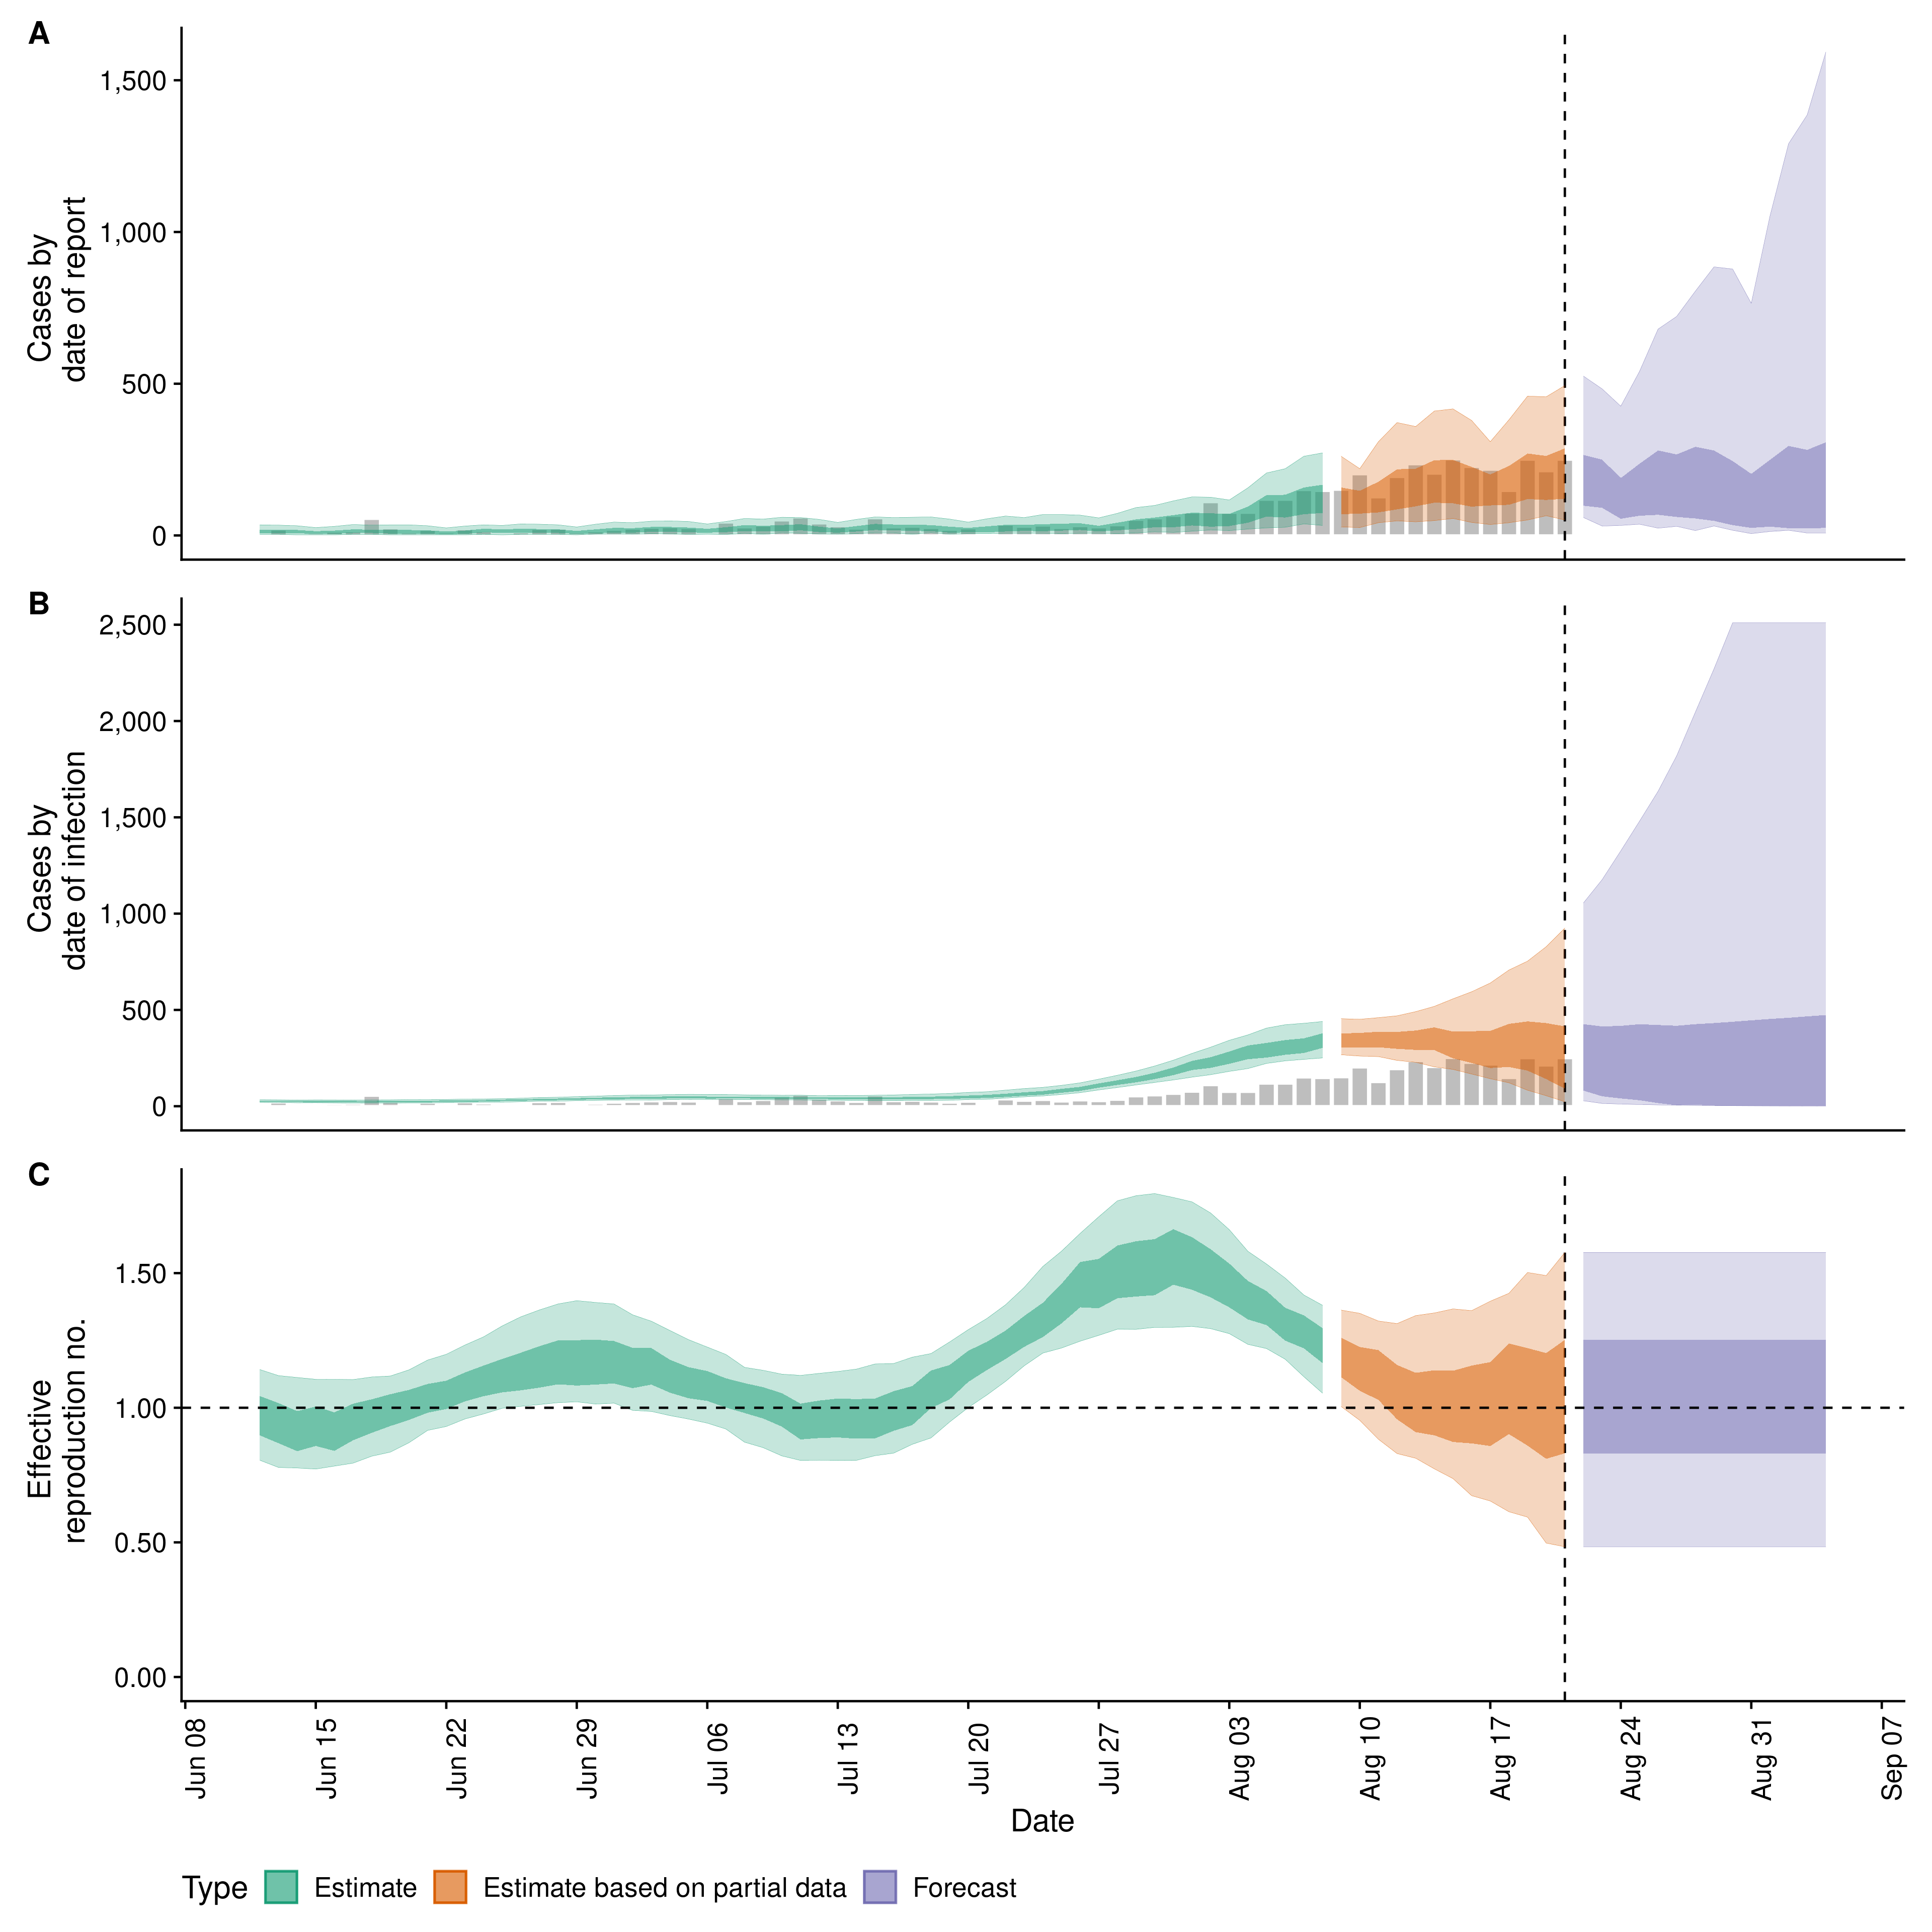 A
Cases by
date of report
1,500
1,000
500
0
B
Cases by
date of infection
2,500
2,000
1,500
1,000
500
0
C
Effective
reproduction no.
1.50
1.00
0.50
0.00
Jun 08
Jun 15
Jun 22
Jun 29
Jul 06
Jul 13
Jul 20
Jul 27
Aug 03
Aug 10
Aug 17
Aug 24
Aug 31
Sep 07
Date
Type Estimate Estimate based on partial data Forecast